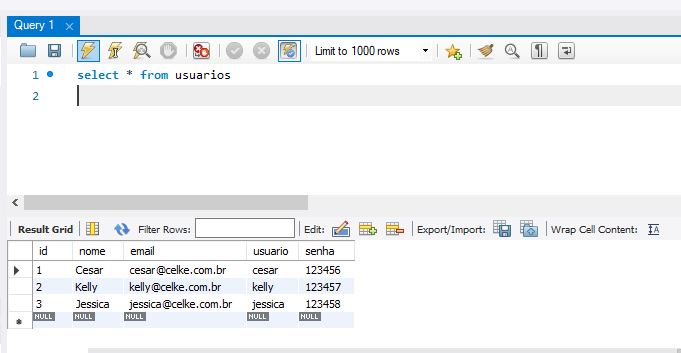 Query 1
Limit to 1000 rows
1 select * from usuarios
2
Result Grid Filter Rows: Edit: Export/Import: Wrap Cell Content:
id nome email usuario senha
1 Cesar cesar@celke.com.br cesar 123456
2 Kelly kelly@celke.com.br kelly 123457
3 Jessica jessica@celke.com.br jessica 123458
NULL NULL NULL NULL NULL